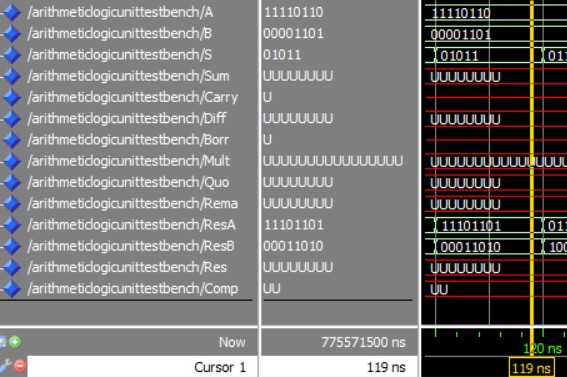 /arithmeticlogicunittestbench/A 11110110 11110110
/arithmeticlogicunittestbench/B 00001101 00001101
/arithmeticlogicunittestbench/S 01011 01011 011
/arithmeticlogicunittestbench/Sum UUUUUUUU UUUUUUUU
/arithmeticlogicunittestbench/Carry U
/arithmeticlogicunittestbench/Diff UUUUUUUU UUUUUUUU
/arithmeticlogicunittestbench/Borr U
/arithmeticlogicunittestbench/Mult UUUUUUUUUUUUUUUU UUUUUUUUUUUUUUUU
/arithmeticlogicunittestbench/Quo UUUUUUUU UUUUUUUU
/arithmeticlogicunittestbench/Rema UUUUUUUU UUUUUUUU
/arithmeticlogicunittestbench/ResA 11101101 11101101 011
/arithmeticlogicunittestbench/ResB 00011010 00011010 100
/arithmeticlogicunittestbench/Res UUUUUUUU UUUUUUUU
/arithmeticlogicunittestbench/Comp UU UU
Now 775571500 ns 120 ns
Cursor 1 119 ns 119 ns